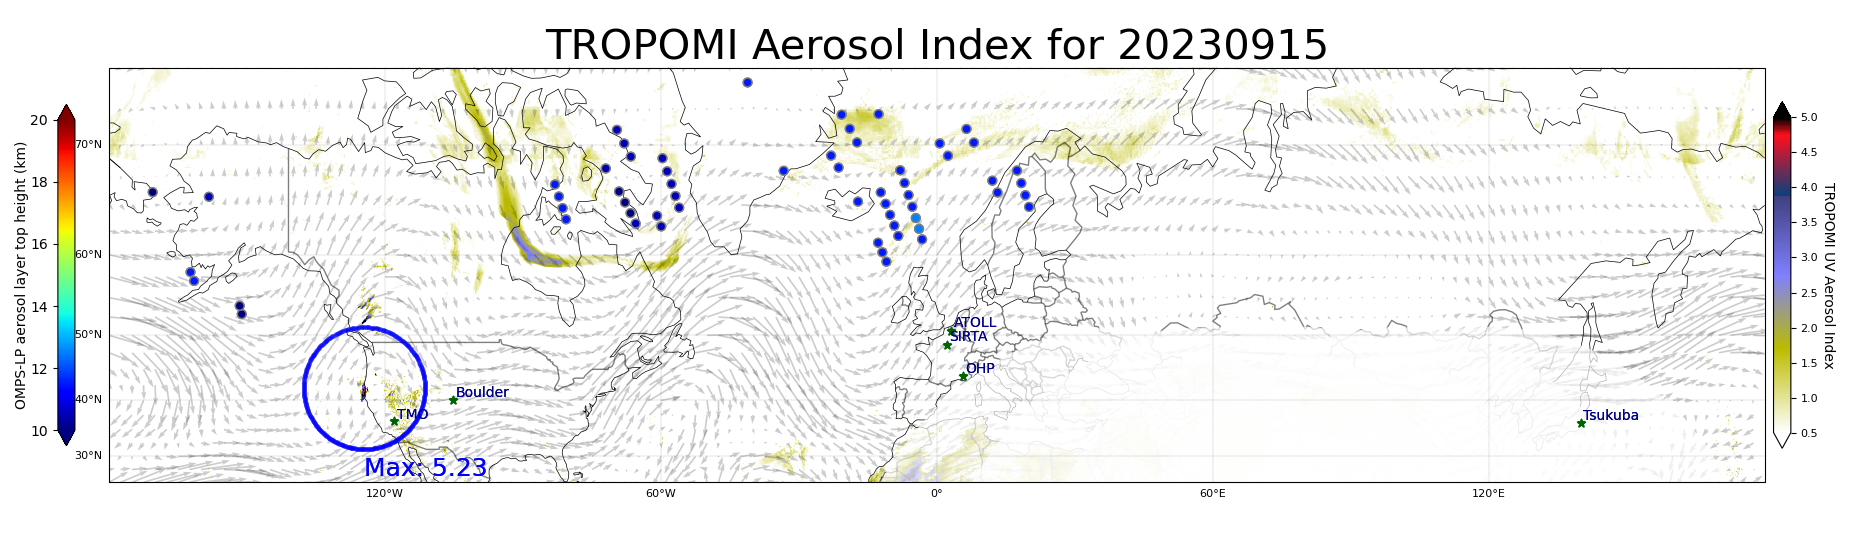 TROPOMI Aerosol Index for 20230915
OMPS-LP aerosol layer top height (km)
20
18
16
14
12
10
70°N
60°N
50°N
40°N
30°N
120°W
60°W
0°
60°E
120°E
ATOLL
SIRTA
OHP
Boulder
TMO
Tsukuba
Max: 5.23
5.0
4.5
4.0
3.5
3.0
2.5
2.0
1.5
1.0
0.5
TROPOMI UV Aerosol Index